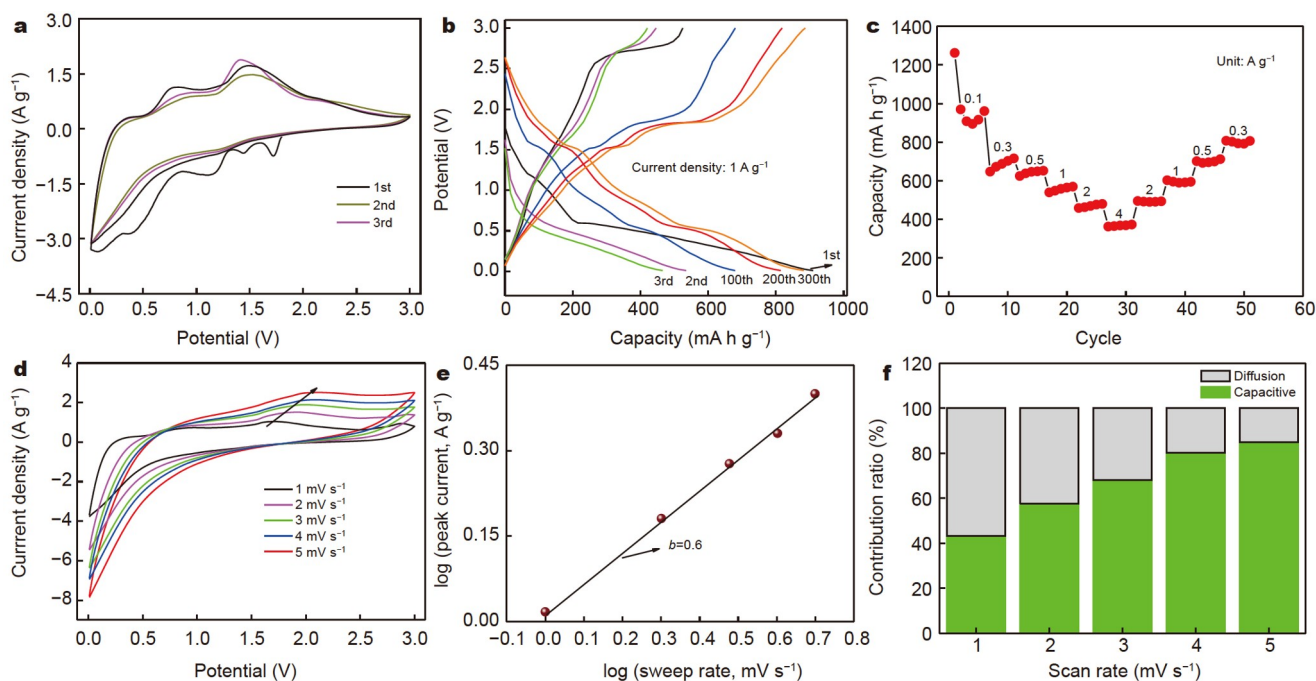 a
3.0
1.5
0.0
−1.5
−3.0
−4.5
Current density (A g−1)
1st
2nd
3rd
0.0 0.5 1.0 1.5 2.0 2.5 3.0
Potential (V)
b
3.0
2.5
2.0
1.5
1.0
0.5
0.0
Potential (V)
Current density: 1 A g−1
1st
3rd 2nd 100th 200th 300th
0 200 400 600 800 1000
Capacity (mA h g−1)
c
1400
1200
1000
800
600
400
200
0
Capacity (mA h g−1)
Unit: A g−1
0.1
0.3
0.5
1
2
4
2
1
0.5
0.3
0 10 20 30 40 50 60
Cycle
d
4
2
0
−2
−4
−6
−8
Currrent density (A g−1)
1 mV s−1
2 mV s−1
3 mV s−1
4 mV s−1
5 mV s−1
0.0 0.5 1.0 1.5 2.0 2.5 3.0
Potential (V)
e
0.45
0.30
0.15
0.00
log (peak current, A g−1)
b=0.6
−0.1 0.0 0.1 0.2 0.3 0.4 0.5 0.6 0.7 0.8
log (sweep rate, mV s−1)
f
120
100
80
60
40
20
0
Contribution ratio (%)
Diffusion
Capacitive
1 2 3 4 5
Scan rate (mV s−1)